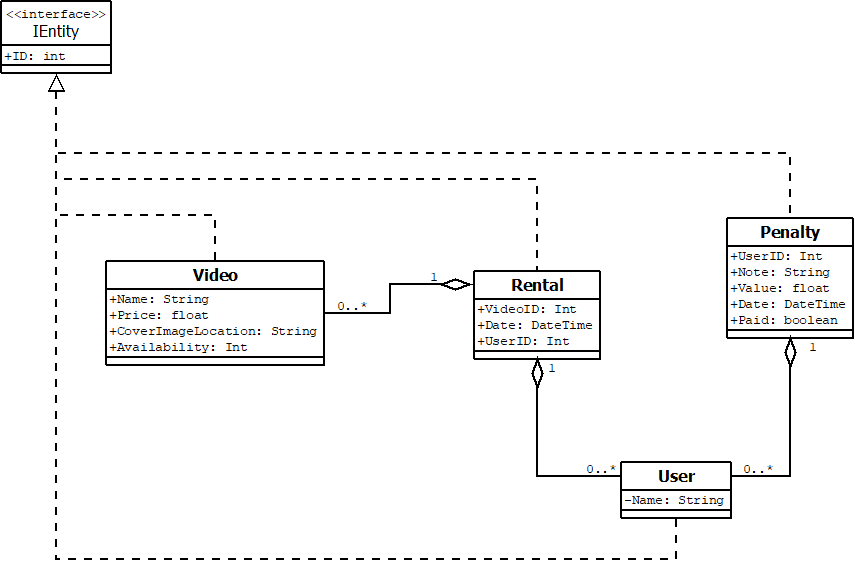 <<interface>>
IEntity
+ID: int
Video
+Name: String
+Price: float
+CoverImageLocation: String
+Availability: Int
1
0..*
Rental
+VideoID: Int
+Date: DateTime
+UserID: Int
1
0..*
Penalty
+UserID: Int
+Note: String
+Value: float
+Date: DateTime
+Paid: boolean
1
0..*
User
-Name: String